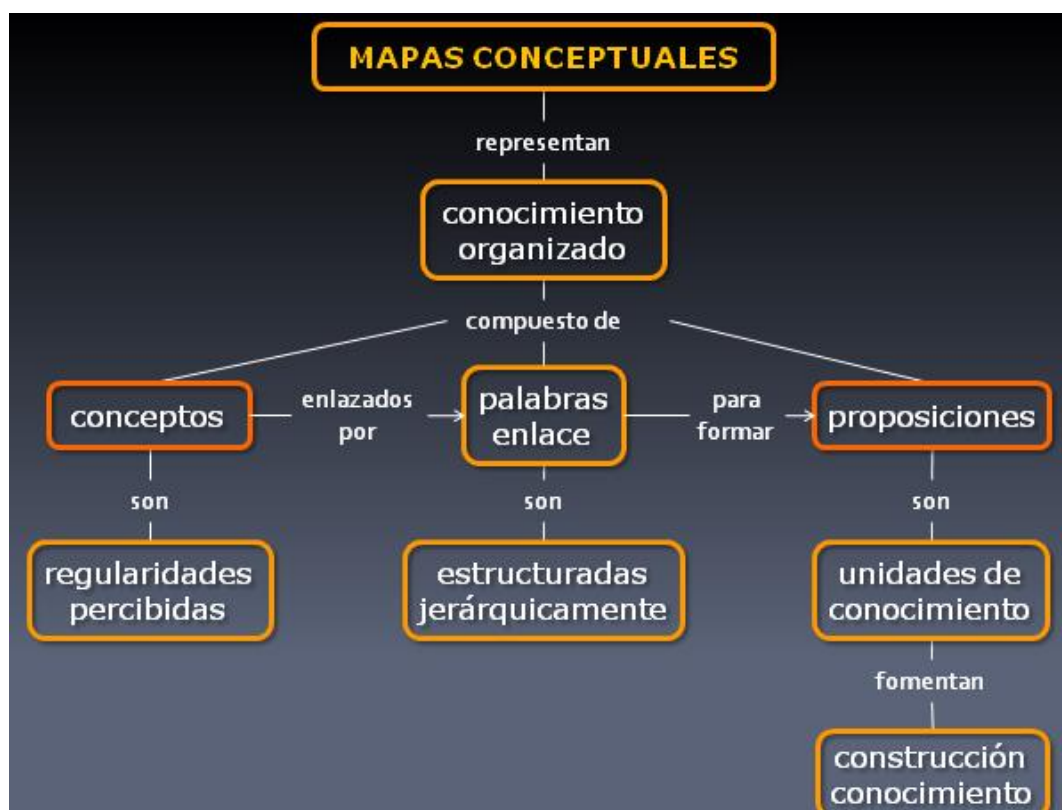 MAPAS CONCEPTUALES
representan
conocimiento
organizado
compuesto de
conceptos
enlazados
por
palabras
enlace
para
formar
proposiciones
son
son
son
regularidades
percibidas
estructuradas
jerárquicamente
unidades de
conocimiento
fomentan
construcción
conocimiento